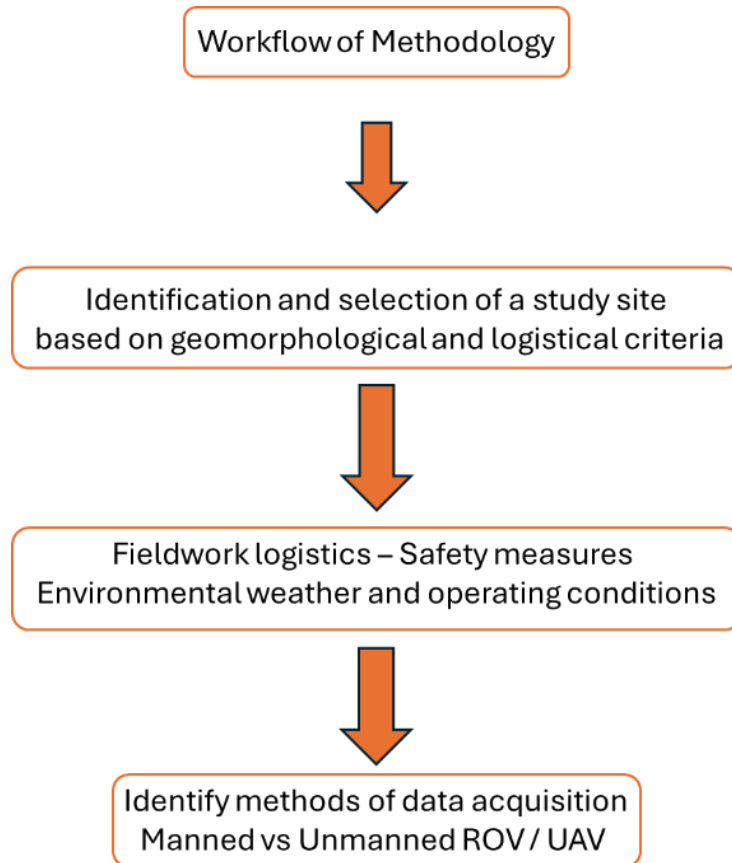 Workflow of Methodology
Identification and selection of a study site
based on geomorphological and logistical criteria
Fieldwork logistics – Safety measures
Environmental weather and operating conditions
Identify methods of data acquisition
Manned vs Unmanned ROV / UAV